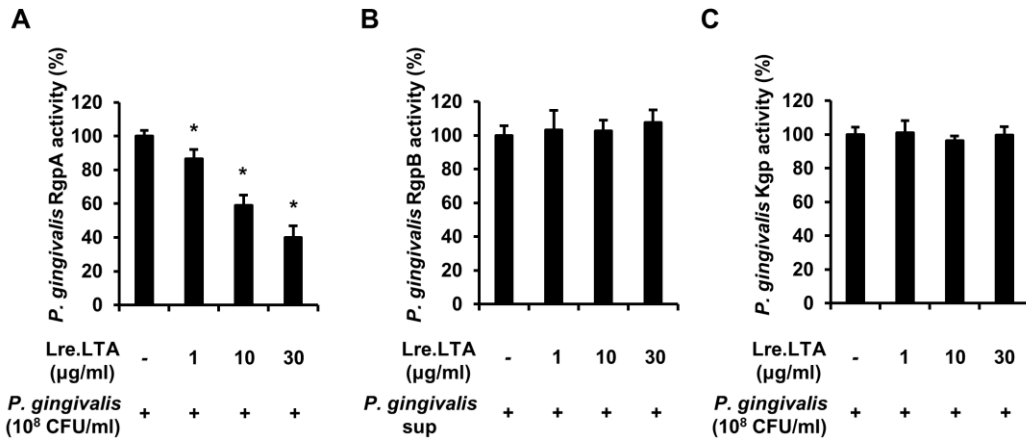 A
P. gingivalis RgpA activity (%)
120
100
80
60
40
20
0
*
*
*
Lre.LTA
(μg/ml)
- 1 10 30
P. gingivalis
(10⁸ CFU/ml)
+ + + +
B
P. gingivalis RgpB activity (%)
120
100
80
60
40
20
0
Lre.LTA
(μg/ml)
- 1 10 30
P. gingivalis
sup
+ + + +
C
P. gingivalis Kgp activity (%)
120
100
80
60
40
20
0
Lre.LTA
(μg/ml)
- 1 10 30
P. gingivalis
(10⁸ CFU/ml)
+ + + +